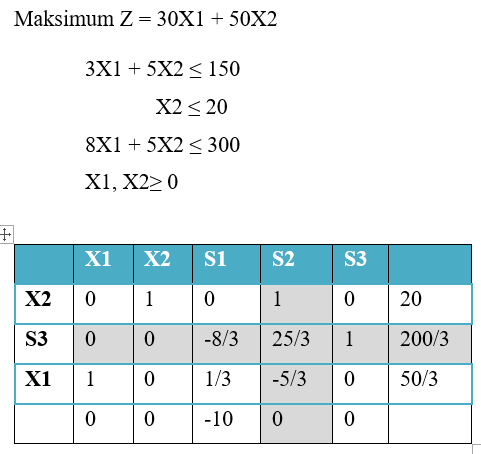 Maksimum Z = 30X1 + 50X2
3X1 + 5X2 ≤ 150
X2 ≤ 20
8X1 + 5X2 ≤ 300
X1, X2≥ 0
X1 X2 S1 S2 S3
X2 0 1 0 1 0 20
S3 0 0 -8/3 25/3 1 200/3
X1 1 0 1/3 -5/3 0 50/3
0 0 -10 0 0